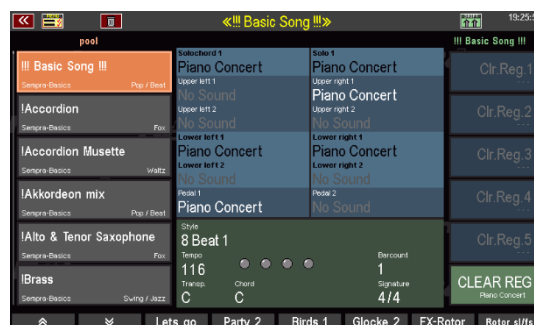 «!!! Basic Song !!!»
19:25:5
pool
!!! Basic Song !!!
!!! Basic Song !!!
Sempra-Basics Pop / Beat
!Accordion
Sempra-Basics Fox
!Accordion Musette
Sempra-Basics Waltz
!Akkordeon mix
Sempra-Basics Pop / Beat
!Alto & Tenor Saxophone
Sempra-Basics Fox
!Brass
Sempra-Basics Swing / Jazz
Solochord 1 Solo 1
Piano Concert Piano Concert
Upper left 1 Upper right 1
No Sound Piano Concert
Upper left 2 Upper right 2
No Sound No Sound
Lower left 1 Lower right 1
Piano Concert Piano Concert
Lower left 2 Lower right 2
No Sound No Sound
Pedal 1 Pedal 2
Piano Concert No Sound
Style
8 Beat 1
Tempo Barcount
116 1
Transp. Chord Signature
C C 4/4
Clr.Reg.1
Clr.Reg.2
Clr.Reg.3
Clr.Reg.4
Clr.Reg.5
CLEAR REG
Piano Concert
Lets go Party 2 Birds 1 Glocke 2 FX-Rotor Rotor sl/fs